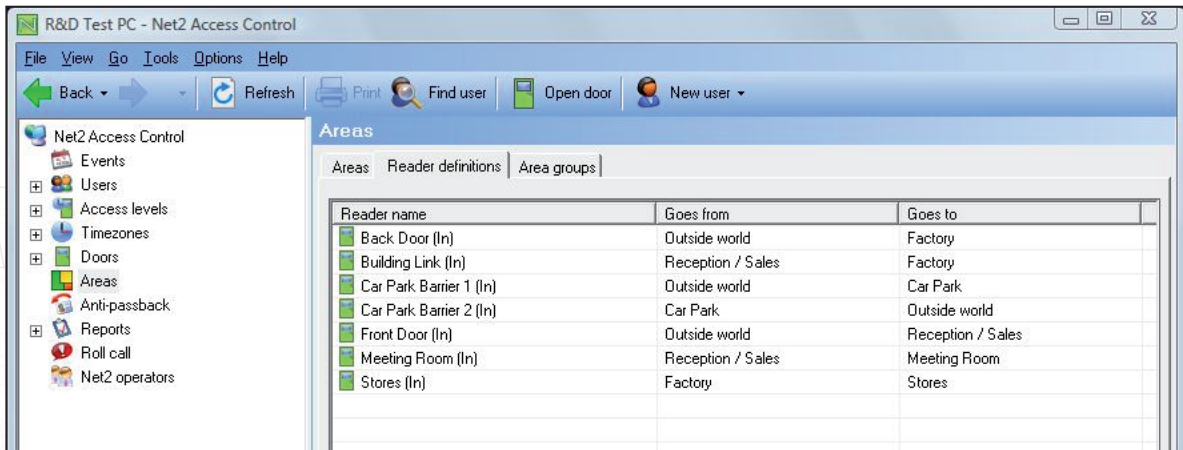 R&D Test PC - Net2 Access Control
File View Go Tools Options Help
Back Refresh Print Find user Open door New user
Net2 Access Control
Events
Users
Access levels
Timezones
Doors
Areas
Anti-passback
Reports
Roll call
Net2 operators
Areas
Areas Reader definitions Area groups
Reader name Goes from Goes to
Back Door (In) Outside world Factory
Building Link (In) Reception / Sales Factory
Car Park Barrier 1 (In) Outside world Car Park
Car Park Barrier 2 (In) Car Park Outside world
Front Door (In) Outside world Reception / Sales
Meeting Room (In) Reception / Sales Meeting Room
Stores (In) Factory Stores